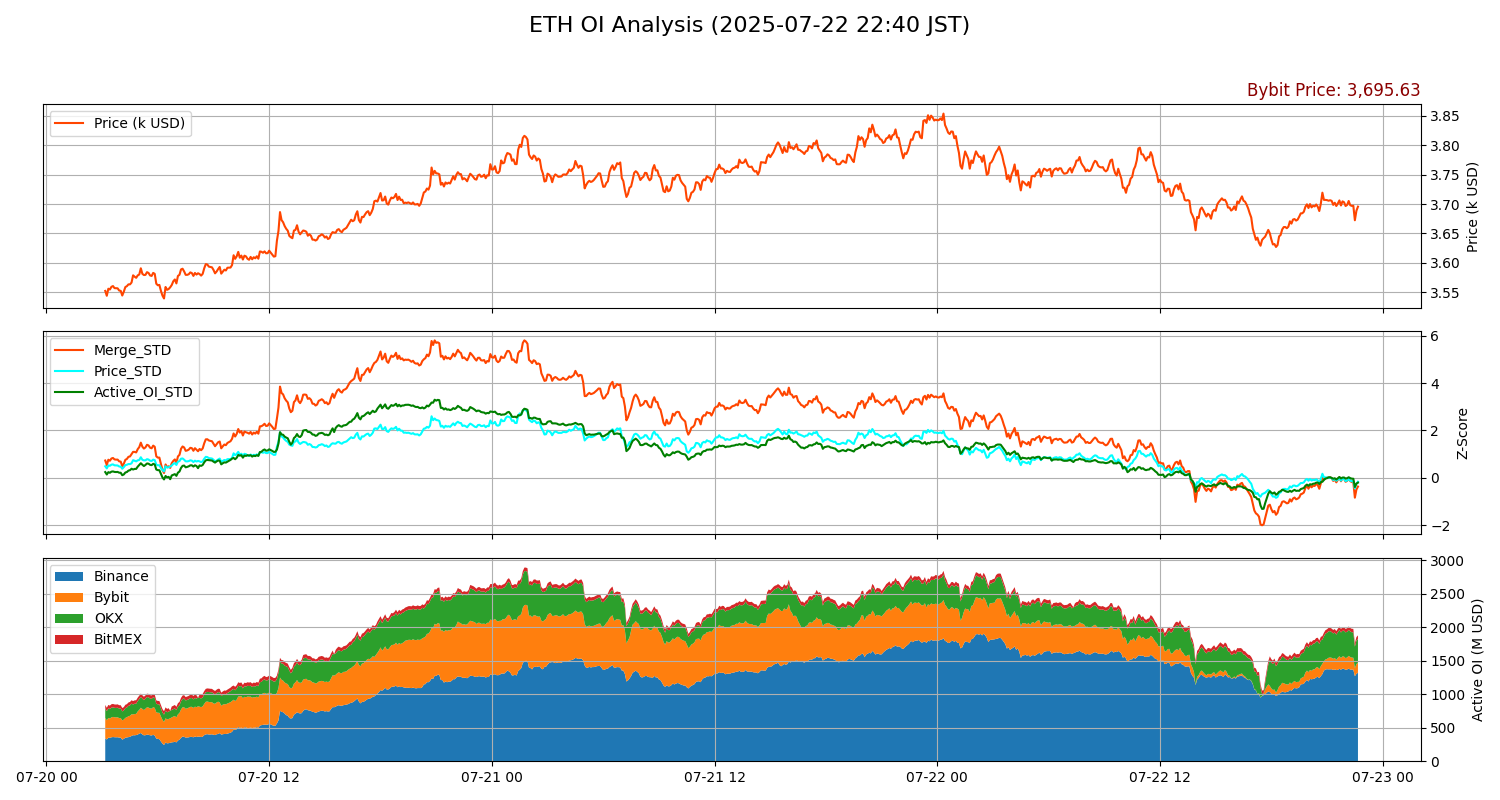 ETH OI Analysis (2025-07-22 22:40 JST)
Bybit Price: 3,695.63
Price (k USD)
3.85
3.80
3.75
3.70
3.65
3.60
3.55
Price (k USD)
Merge_STD
Price_STD
Active_OI_STD
6
4
2
0
−2
Z-Score
Binance
Bybit
OKX
BitMEX
3000
2500
2000
1500
1000
500
0
Active OI (M USD)
07-20 00
07-20 12
07-21 00
07-21 12
07-22 00
07-22 12
07-23 00